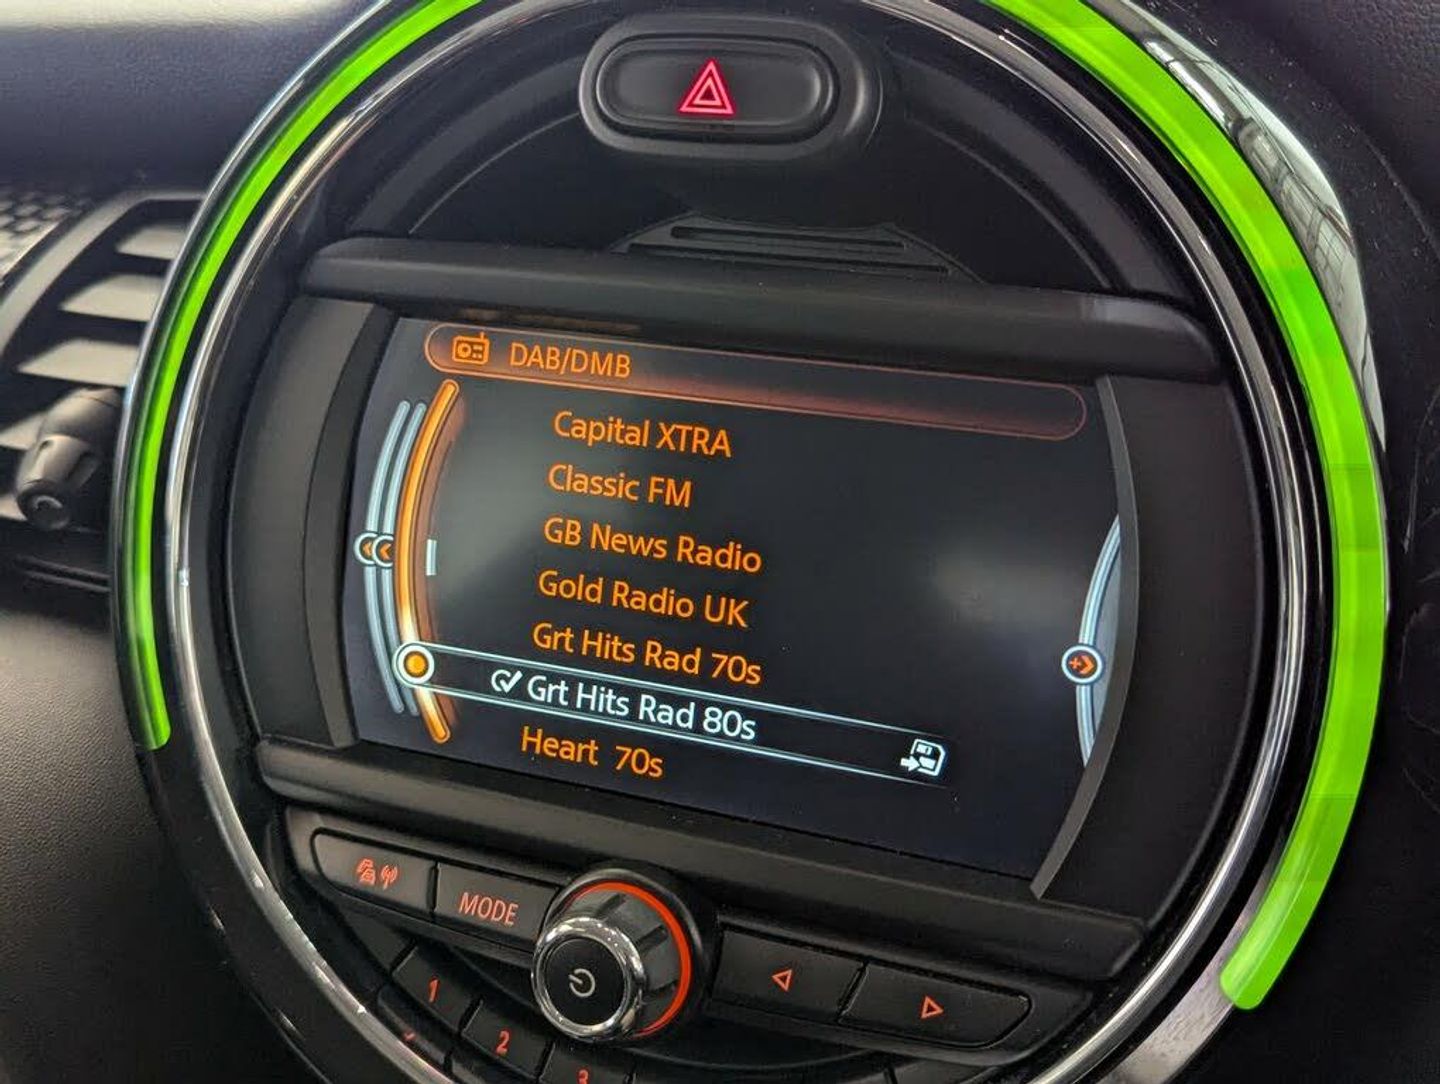 DAB/DMB
Capital XTRA
Classic FM
GB News Radio
Gold Radio UK
Grt Hits Rad 70s
Grt Hits Rad 80s
Heart 70s
MODE
1
2
3